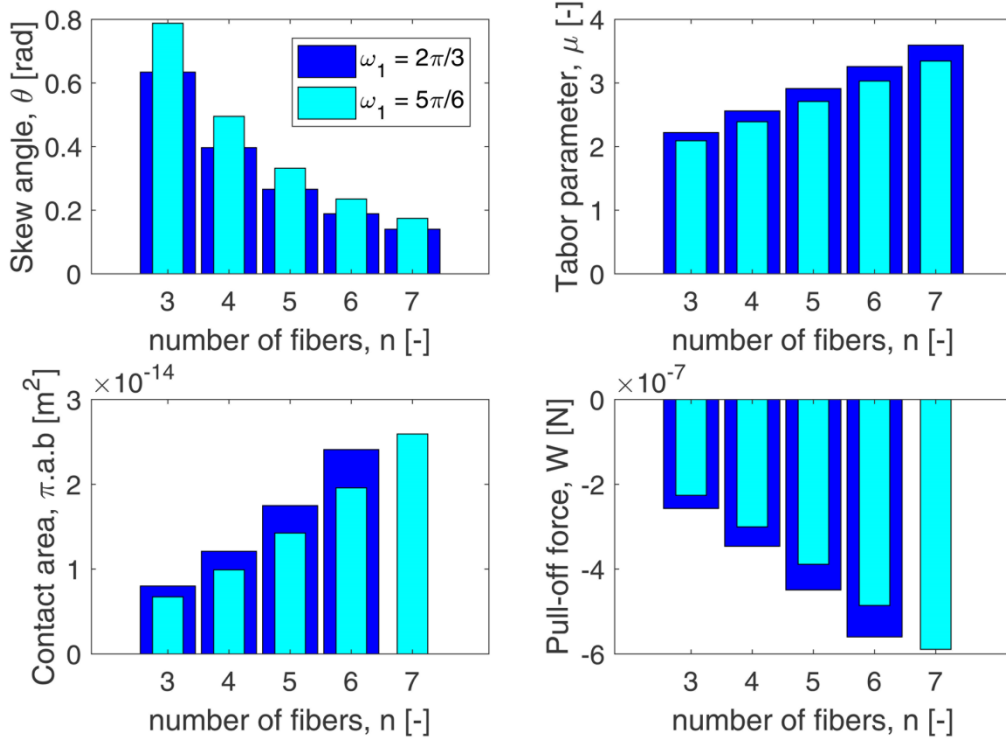 Skew angle, θ [rad]
0.8
0.6
0.4
0.2
0
ω₁ = 2π/3
ω₁ = 5π/6
3 4 5 6 7
number of fibers, n [-]
Tabor parameter, μ [-]
4
3
2
1
0
3 4 5 6 7
number of fibers, n [-]
Contact area, π.a.b [m²]
×10⁻¹⁴
3
2
1
0
3 4 5 6 7
number of fibers, n [-]
Pull-off force, W [N]
×10⁻⁷
0
-2
-4
-6
3 4 5 6 7
number of fibers, n [-]